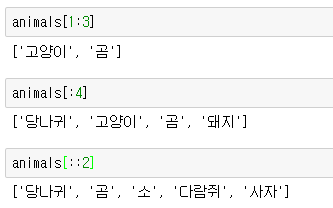 animals[1:3]
['고양이', '곰']
animals[:4]
['당나귀', '고양이', '곰', '돼지']
animals[::2]
['당나귀', '곰', '소', '다람쥐', '사자']